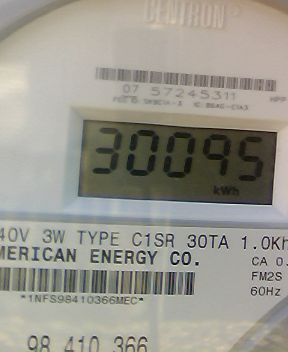 CENTRON®
07 57245311
30095
kWh
40V 3W TYPE C1SR 30TA 1.0Kh
MERICAN ENERGY CO.
CA 0.
FM2S
60Hz
*1NFS98410366MEC*
98 410 366